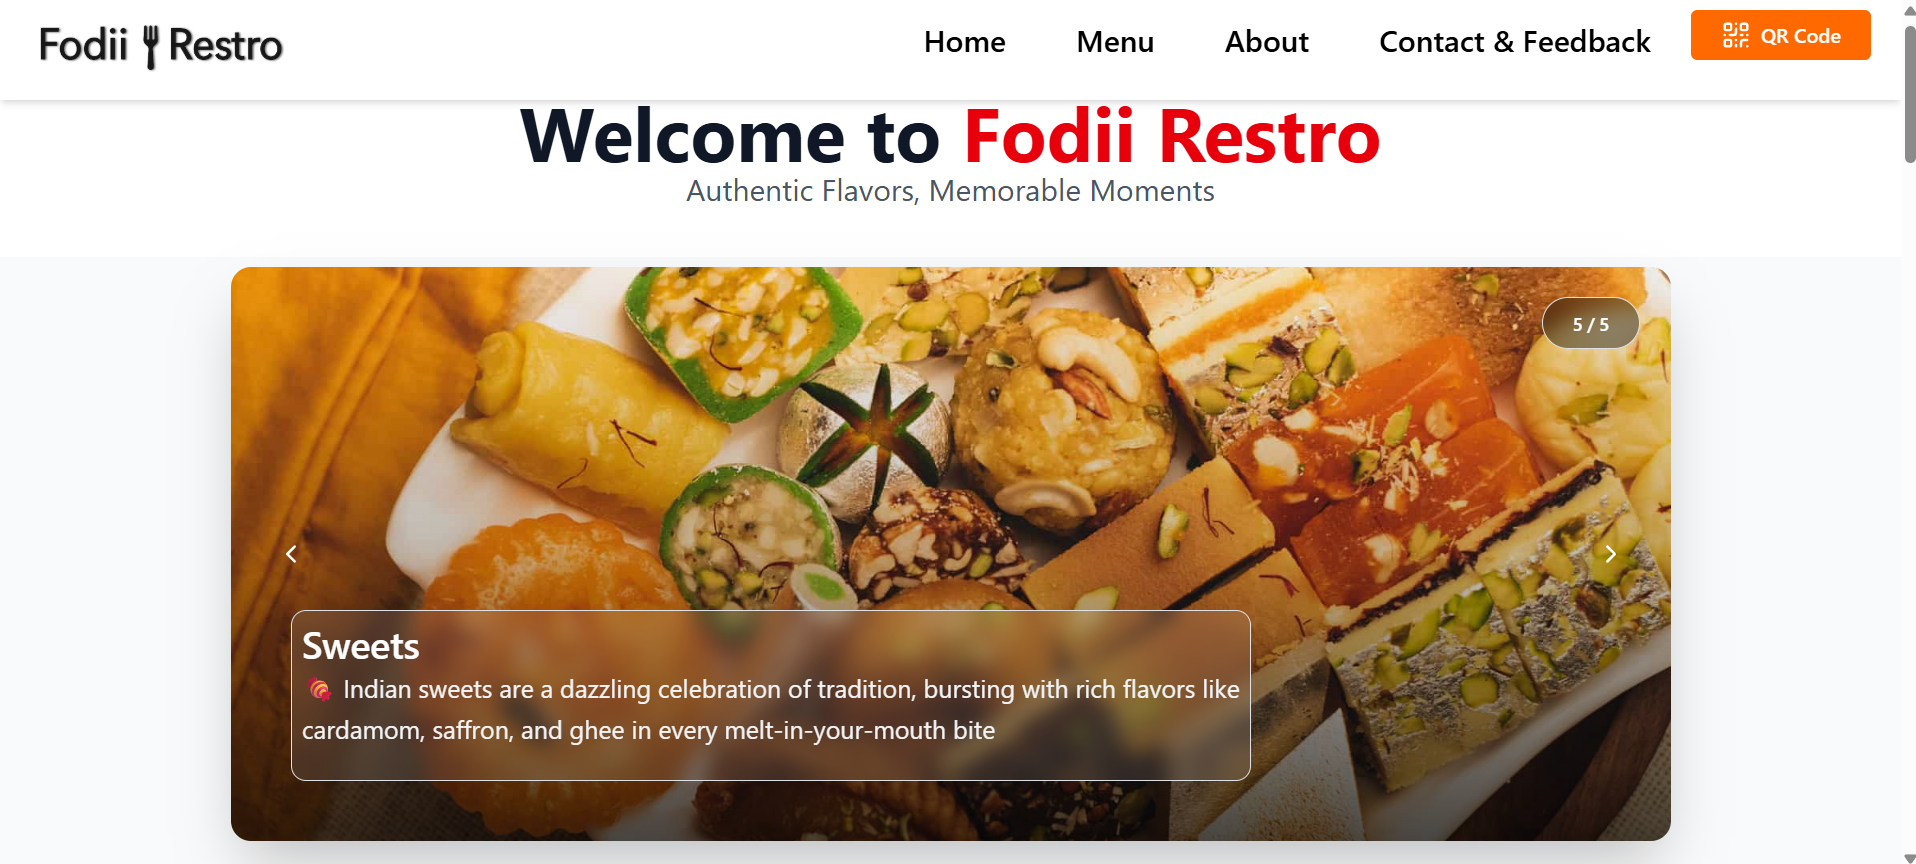 Fodii Restro
Home
Menu
About
Contact & Feedback
QR Code
Welcome to Fodii Restro
Authentic Flavors, Memorable Moments
5 / 5
Sweets
🍬 Indian sweets are a dazzling celebration of tradition, bursting with rich flavors like
cardamom, saffron, and ghee in every melt-in-your-mouth bite